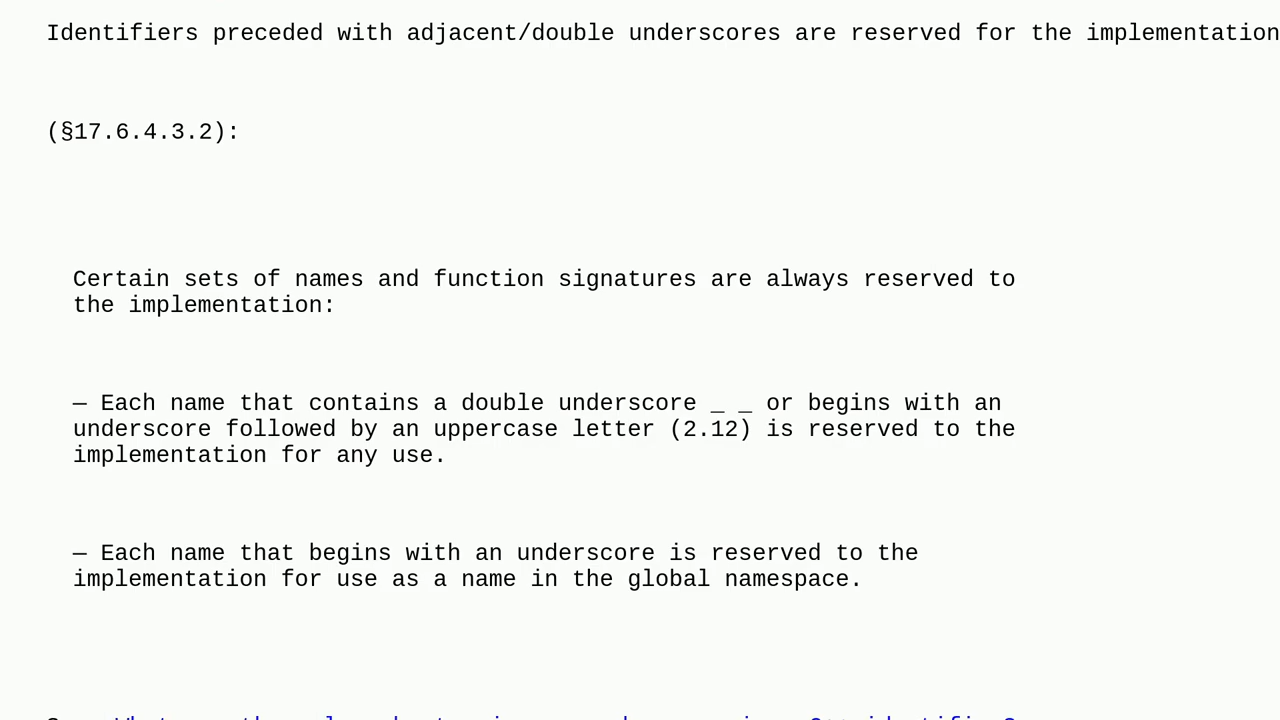 Identifiers preceded with adjacent/double underscores are reserved for the implementation
(§17.6.4.3.2):
Certain sets of names and function signatures are always reserved to
the implementation:
— Each name that contains a double underscore _ _ or begins with an
underscore followed by an uppercase letter (2.12) is reserved to the
implementation for any use.
— Each name that begins with an underscore is reserved to the
implementation for use as a name in the global namespace.